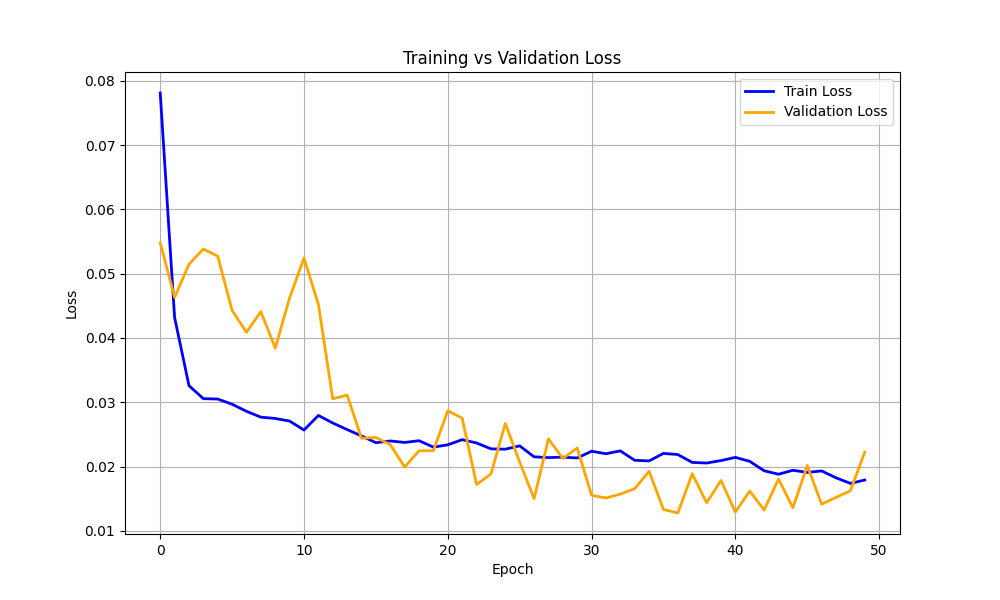 Training vs Validation Loss
Train Loss
Validation Loss
0.08
0.07
0.06
0.05
0.04
0.03
0.02
0.01
Loss
0 10 20 30 40 50
Epoch